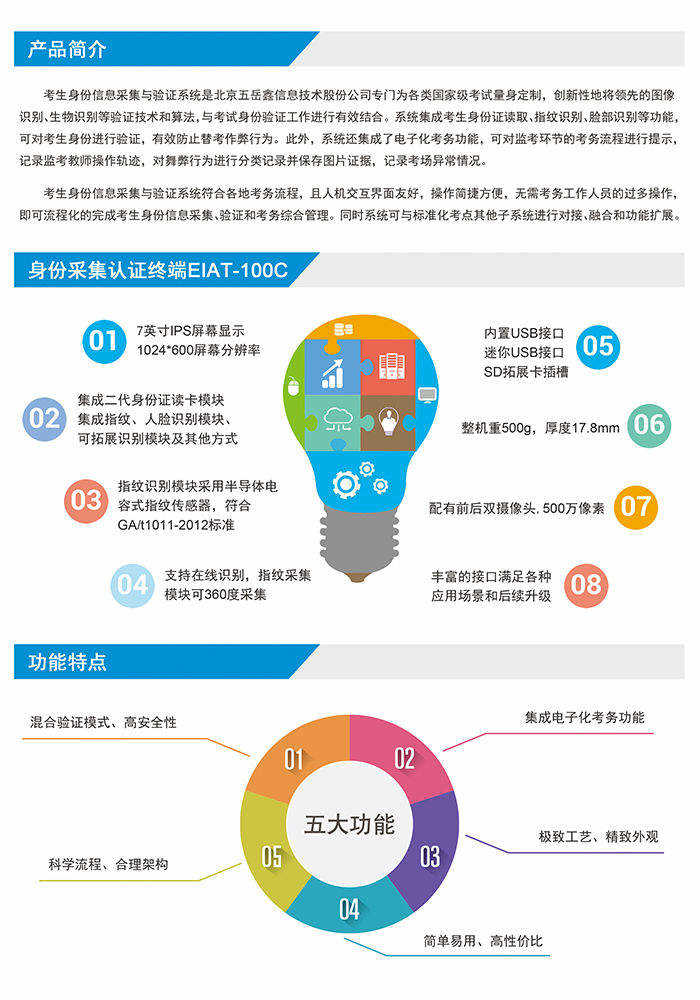 产品简介
考生身份信息采集与验证系统是北京五岳鑫信息技术股份公司专门为各类国家级考试量身定制，创新性地将领先的图像
识别、生物识别等验证技术和算法，与考试身份验证工作进行有效结合。系统集成考生身份证读取、指纹识别、脸部识别等功能，
可对考生身份进行验证，有效防止替考作弊行为。此外，系统还集成了电子化考务功能，可对监考环节的考务流程进行提示，
记录监考教师操作轨迹，对舞弊行为进行分类记录并保存图片证据，记录考场异常情况。
考生身份信息采集与验证系统符合各地考务流程，且人机交互界面友好，操作简捷方便，无需考务工作人员的过多操作，
即可流程化的完成考生身份信息采集、验证和考务综合管理。同时系统可与标准化考点其他子系统进行对接、融合和功能扩展。
身份采集认证终端EIAT-100C
01
7英寸IPS屏幕显示
1024*600屏幕分辨率
02
集成二代身份证读卡模块
集成指纹、人脸识别模块、
可拓展识别模块及其他方式
03
指纹识别模块采用半导体电
容式指纹传感器，符合
GA/t1011-2012标准
04
支持在线识别，指纹采集
模块可360度采集
内置USB接口
迷你USB接口
SD拓展卡插槽
05
整机重500g，厚度17.8mm
06
配有前后双摄像头.500万像素
07
丰富的接口满足各种
应用场景和后续升级
08
功能特点
混合验证模式、高安全性
01
集成电子化考务功能
02
极致工艺、精致外观
03
简单易用、高性价比
04
科学流程、合理架构
05
五大功能